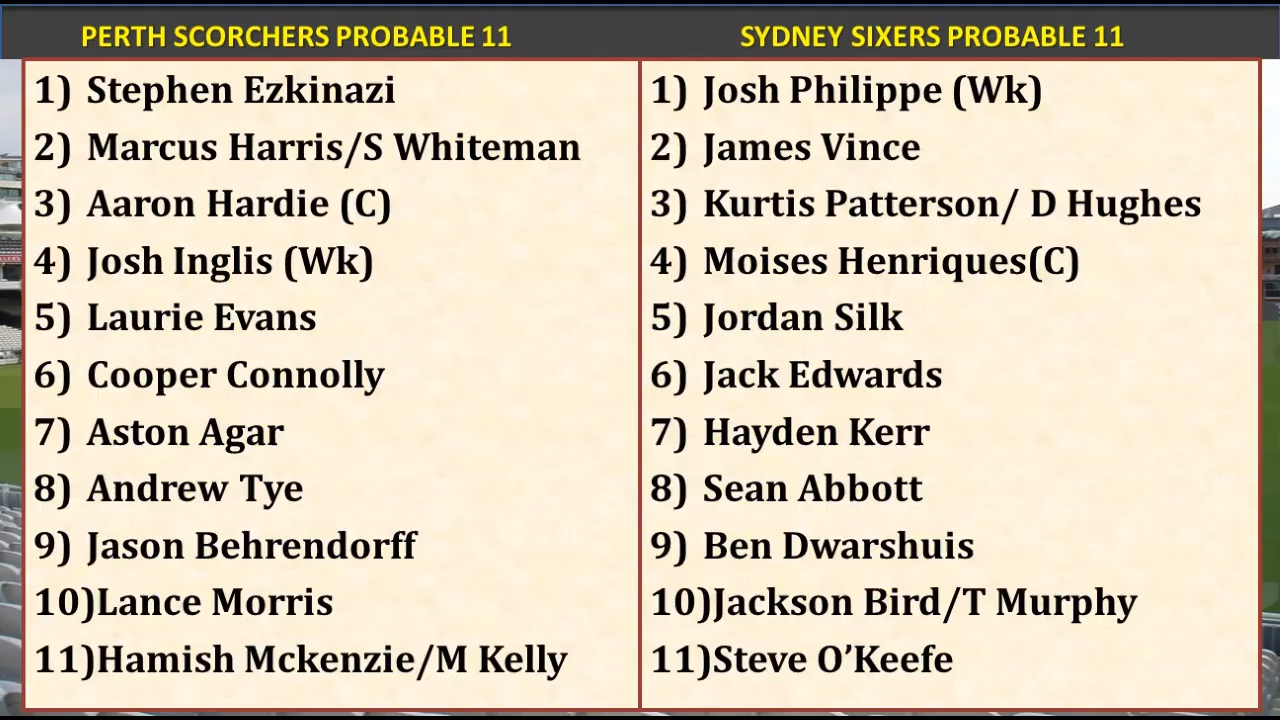 PERTH SCORCHERS PROBABLE 11
1) Stephen Ezkinazi
2) Marcus Harris/S Whiteman
3) Aaron Hardie (C)
4) Josh Inglis (Wk)
5) Laurie Evans
6) Cooper Connolly
7) Aston Agar
8) Andrew Tye
9) Jason Behrendorff
10)Lance Morris
11)Hamish Mckenzie/M Kelly
SYDNEY SIXERS PROBABLE 11
1) Josh Philippe (Wk)
2) James Vince
3) Kurtis Patterson/ D Hughes
4) Moises Henriques(C)
5) Jordan Silk
6) Jack Edwards
7) Hayden Kerr
8) Sean Abbott
9) Ben Dwarshuis
10)Jackson Bird/T Murphy
11)Steve O’Keefe